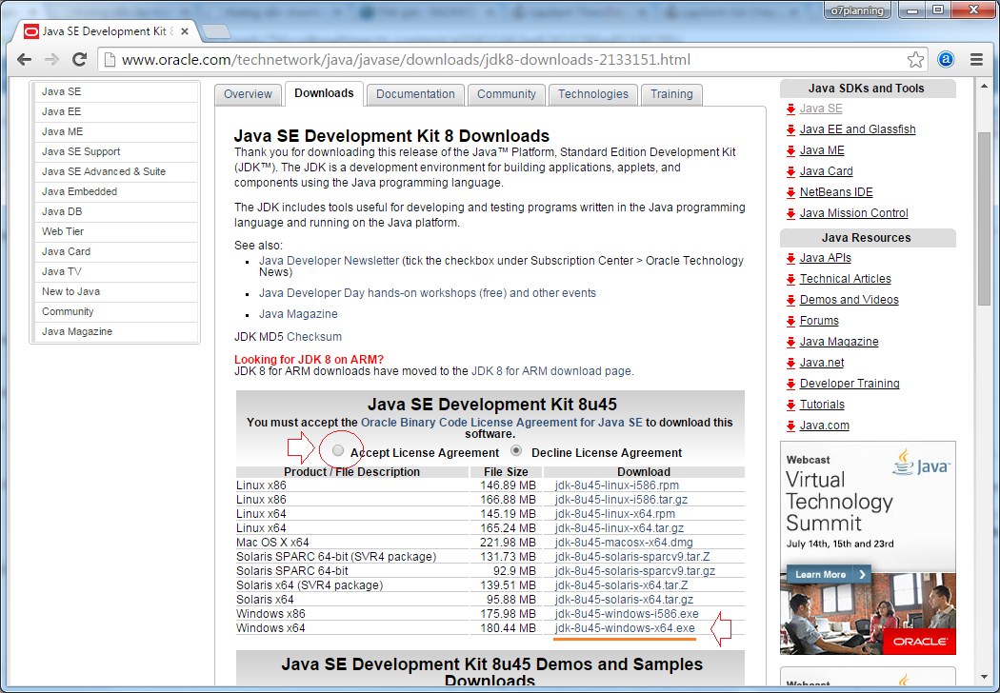 o7planning
Java SE Development Kit 8
www.oracle.com/technetwork/java/javase/downloads/jdk8-downloads-2133151.html
Java SE
Java EE
Java ME
Java SE Support
Java SE Advanced & Suite
Java Embedded
Java DB
Web Tier
Java Card
Java TV
New to Java
Community
Java Magazine
Overview
Downloads
Documentation
Community
Technologies
Training
Java SE Development Kit 8 Downloads
Thank you for downloading this release of the Java™ Platform, Standard Edition Development Kit
(JDK™). The JDK is a development environment for building applications, applets, and
components using the Java programming language.
The JDK includes tools useful for developing and testing programs written in the Java programming
language and running on the Java platform.
See also:
Java Developer Newsletter (tick the checkbox under Subscription Center > Oracle Technology
News)
Java Developer Day hands-on workshops (free) and other events
Java Magazine
JDK MD5 Checksum
Looking for JDK 8 on ARM?
JDK 8 for ARM downloads have moved to the JDK 8 for ARM download page.
Java SE Development Kit 8u45
You must accept the Oracle Binary Code License Agreement for Java SE to download this
software.
Accept License Agreement Decline License Agreement
Product / File Description File Size Download
Linux x86 146.89 MB jdk-8u45-linux-i586.rpm
Linux x86 166.88 MB jdk-8u45-linux-i586.tar.gz
Linux x64 145.19 MB jdk-8u45-linux-x64.rpm
Linux x64 165.24 MB jdk-8u45-linux-x64.tar.gz
Mac OS X x64 221.98 MB jdk-8u45-macosx-x64.dmg
Solaris SPARC 64-bit (SVR4 package) 131.73 MB jdk-8u45-solaris-sparcv9.tar.Z
Solaris SPARC 64-bit 92.9 MB jdk-8u45-solaris-sparcv9.tar.gz
Solaris x64 (SVR4 package) 139.51 MB jdk-8u45-solaris-x64.tar.Z
Solaris x64 95.88 MB jdk-8u45-solaris-x64.tar.gz
Windows x86 175.98 MB jdk-8u45-windows-i586.exe
Windows x64 180.44 MB jdk-8u45-windows-x64.exe
Java SE Development Kit 8u45 Demos and Samples
Downloads
Java SDKs and Tools
Java SE
Java EE and Glassfish
Java ME
Java Card
NetBeans IDE
Java Mission Control
Java Resources
Java APIs
Technical Articles
Demos and Videos
Forums
Java Magazine
Java.net
Developer Training
Tutorials
Java.com
Webcast
Java™
Virtual
Technology
Summit
July 14th, 15th and 23rd
Learn More
ORACLE
Webcast